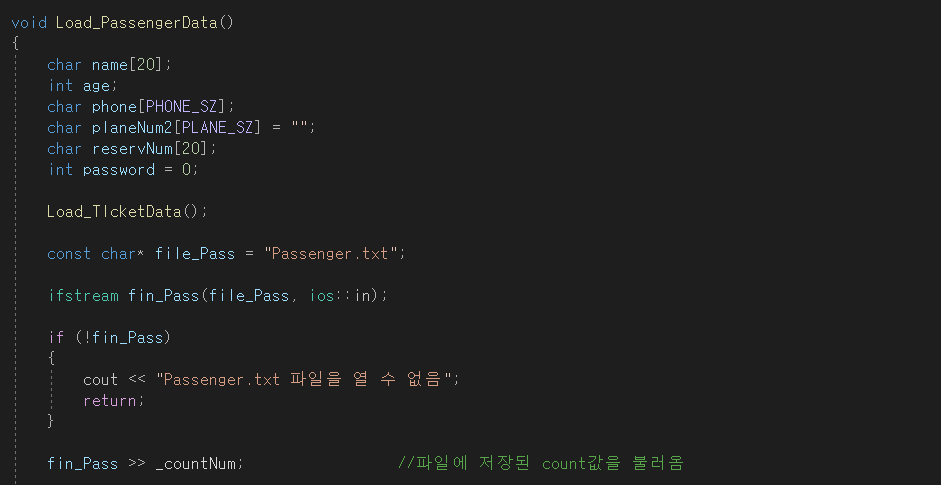 void Load_PassengerData()
{
char name[20];
int age;
char phone[PHONE_SZ];
char planeNum2[PLANE_SZ] = "";
char reservNum[20];
int password = 0;
Load_TIcketData();
const char* file_Pass = "Passenger.txt";
ifstream fin_Pass(file_Pass, ios::in);
if (!fin_Pass)
{
cout << "Passenger.txt 파일을 열 수 없음";
return;
}
fin_Pass >> _countNum; //파일에 저장된 count값을 불러옴